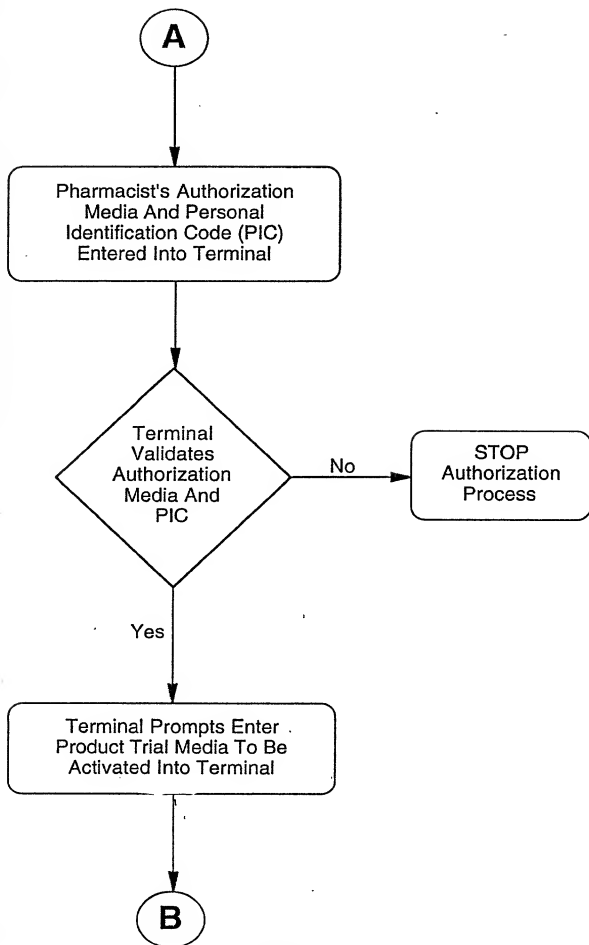 A
Pharmacist's Authorization
Media And Personal
Identification Code (PIC)
Entered Into Terminal
Terminal
Validates
Authorization
Media And
PIC
No
STOP
Authorization
Process
Yes
Terminal Prompts Enter
Product Trial Media To Be
Activated Into Terminal
B